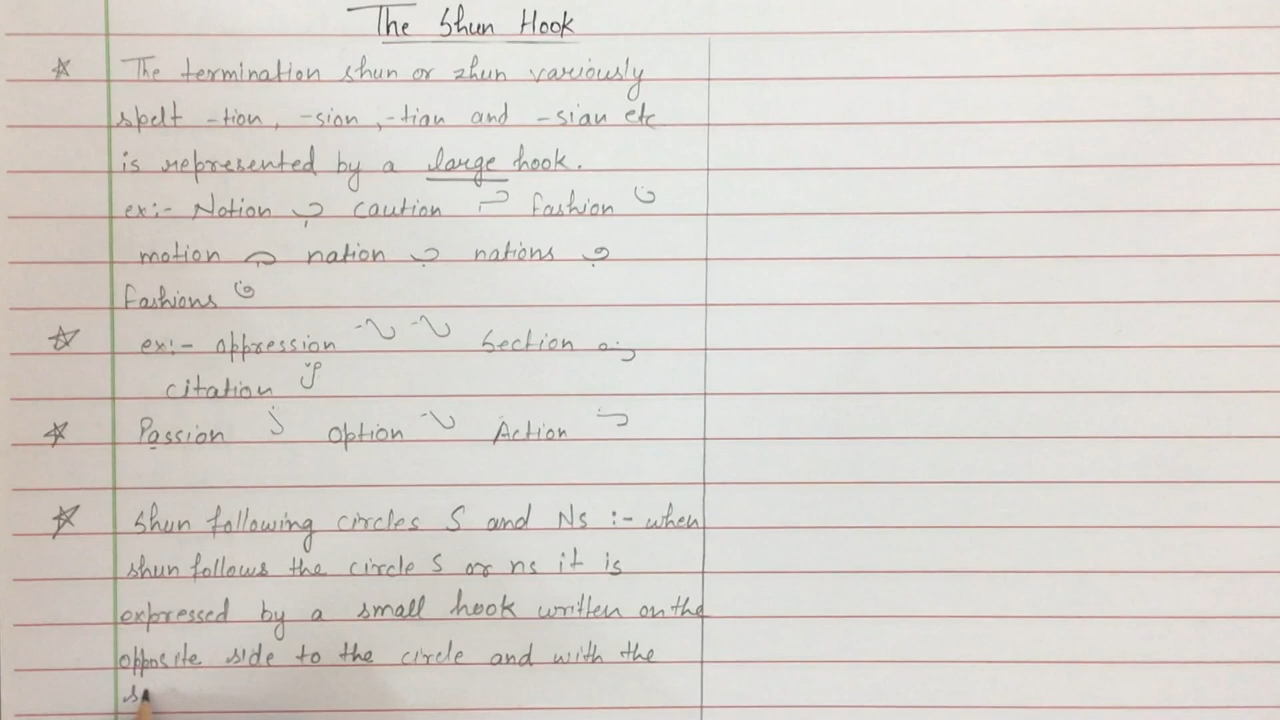 The Shun Hook
☆ The termination shun or zhun variously
spelt -tion, -sion, -tian and -sian etc
is represented by a large hook.
ex:- Notion caution fashion
motion nation nations
fashions
☆ ex:- oppression Section
citation
☆ Passion option Action
☆ Shun following circles S and Ns :- when
shun follows the circle S or ns it is
expressed by a small hook written on the
opposite side to the circle and with the
s